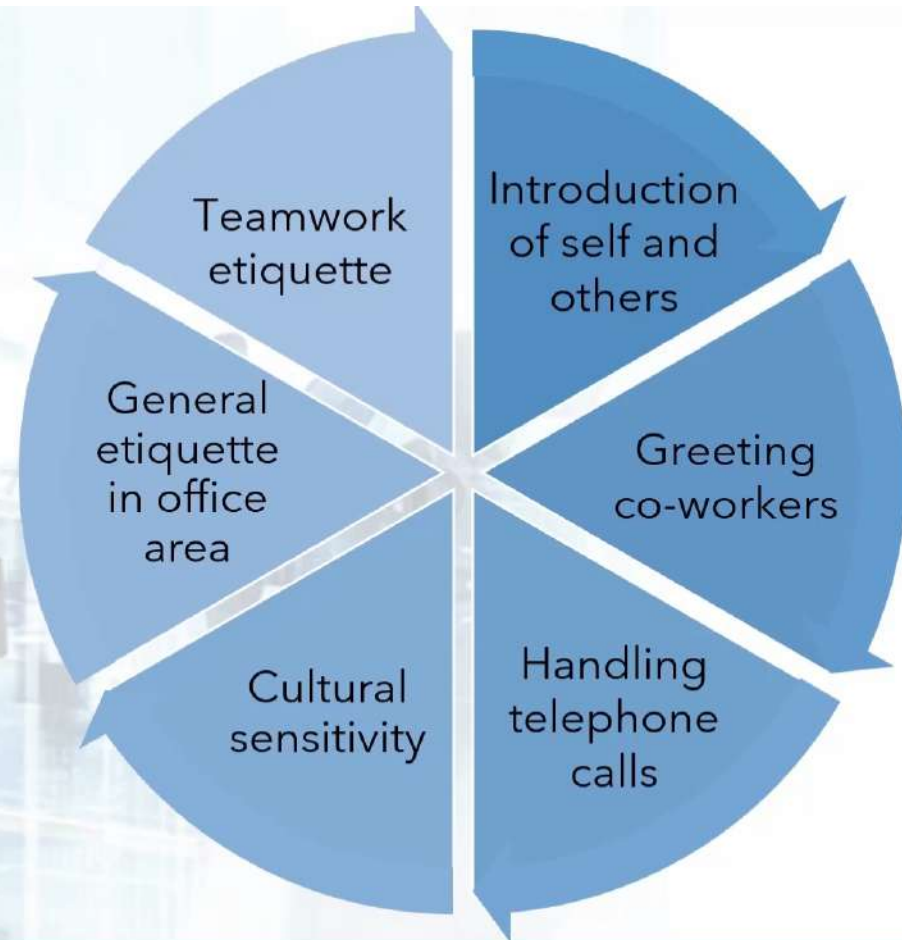 Introduction
of self and
others
Greeting
co-workers
Handling
telephone
calls
Cultural
sensitivity
General
etiquette
in office
area
Teamwork
etiquette